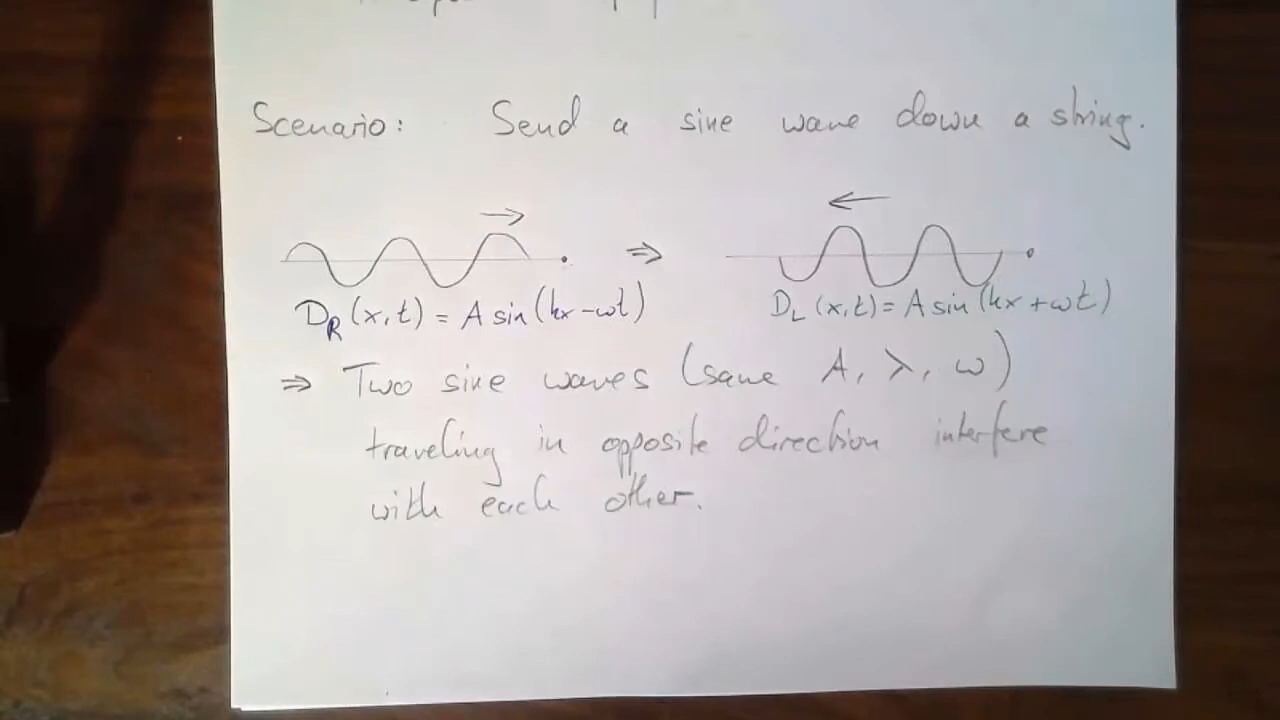 Scenario: Send a sine wave down a string.
→ ⇒ ←
D_R (x,t) = A sin(kx-ωt) D_L (x,t) = A sin(kx+ωt)
⇒ Two sine waves (same A, λ, ω)
traveling in opposite direction interfere
with each other.